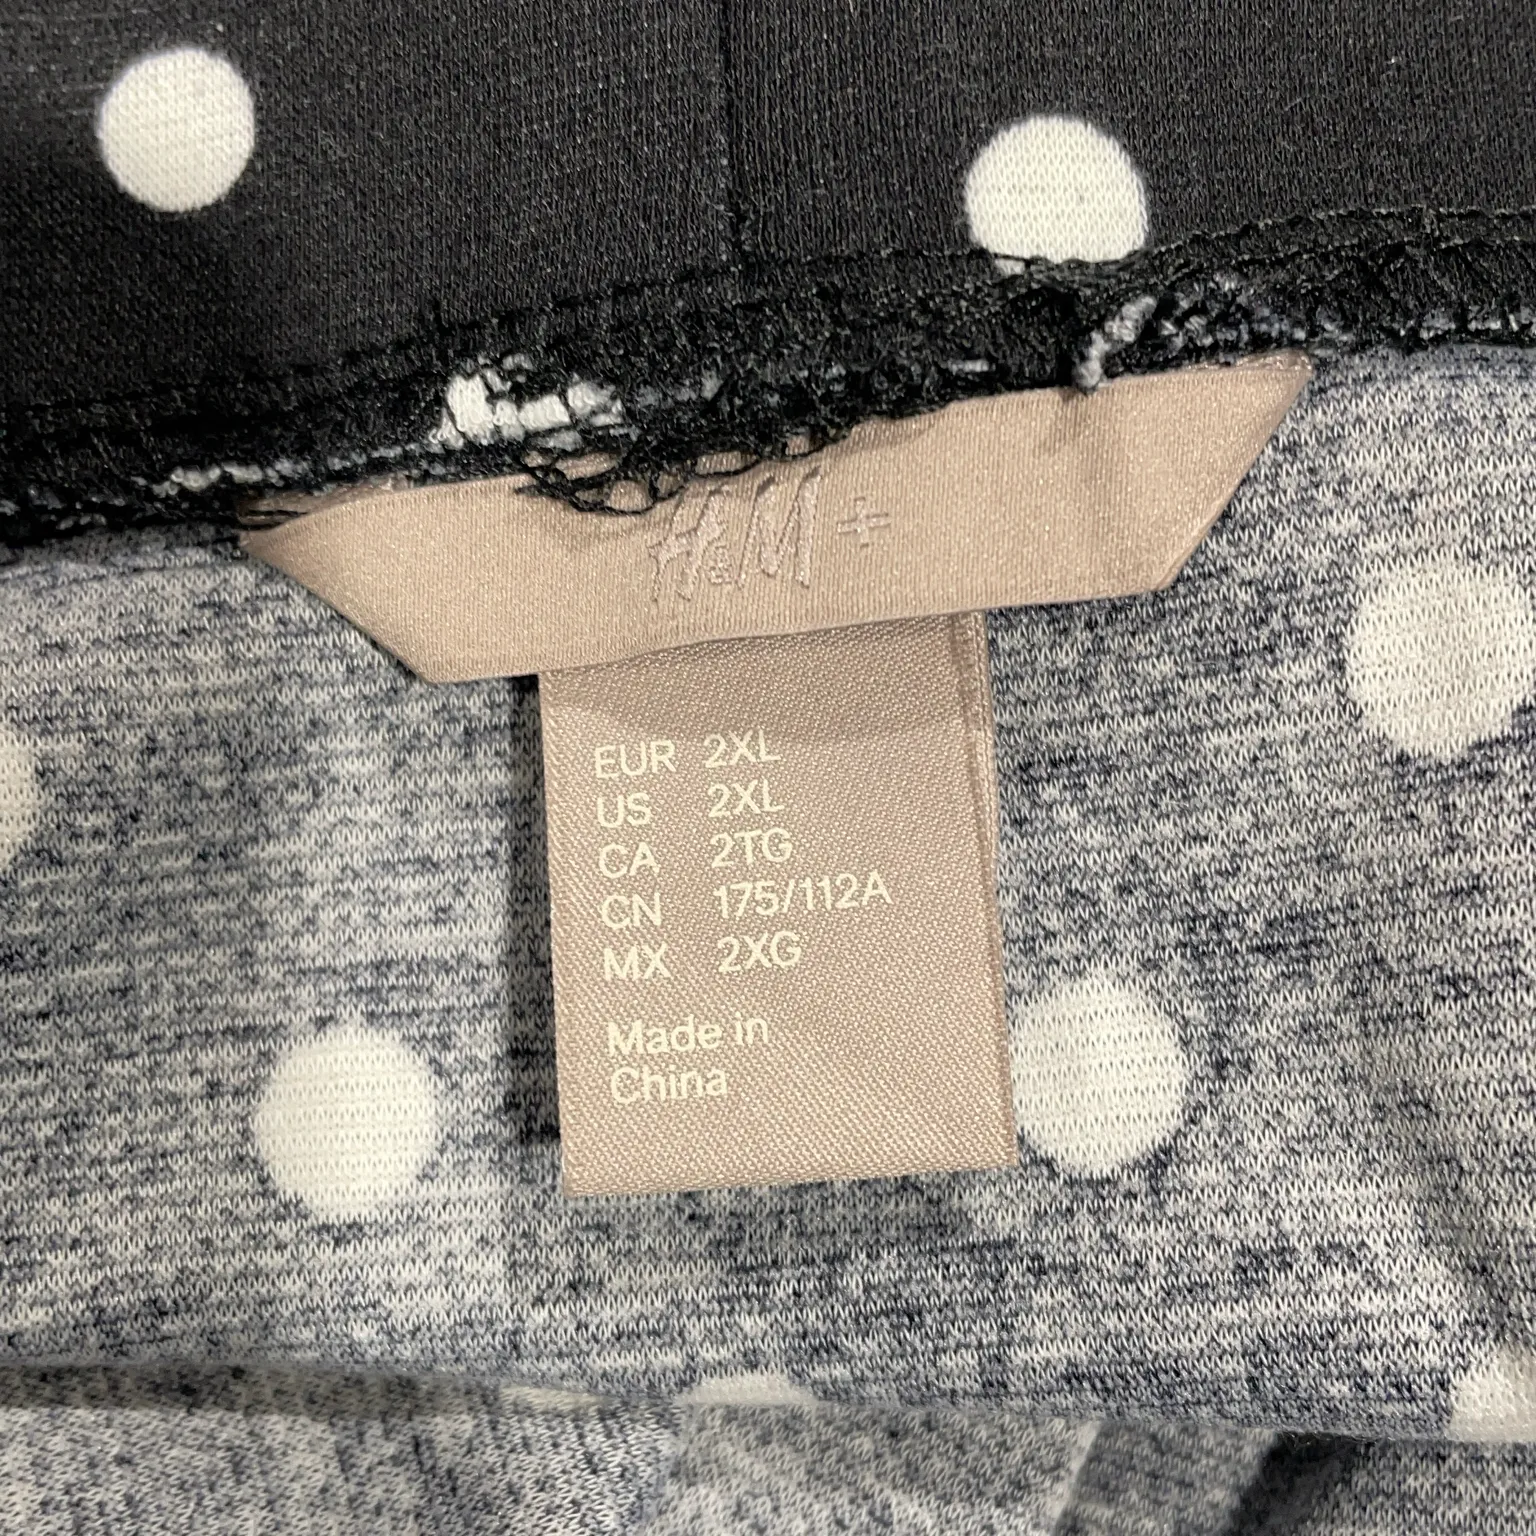 H&M +
EUR 2XL
US 2XL
CA 2TG
CN 175/112A
MX 2XG
Made in
China